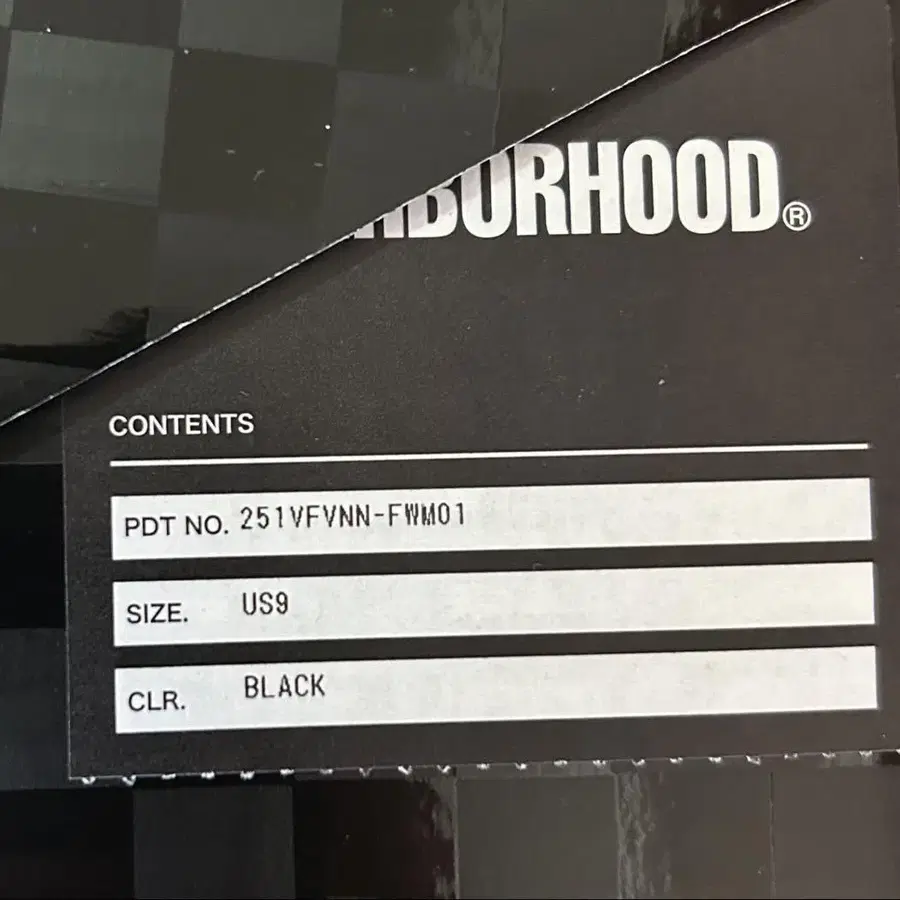 HBORHOOD®
CONTENTS
PDT NO. 251VFVNN-FWM01
SIZE. US9
CLR. BLACK